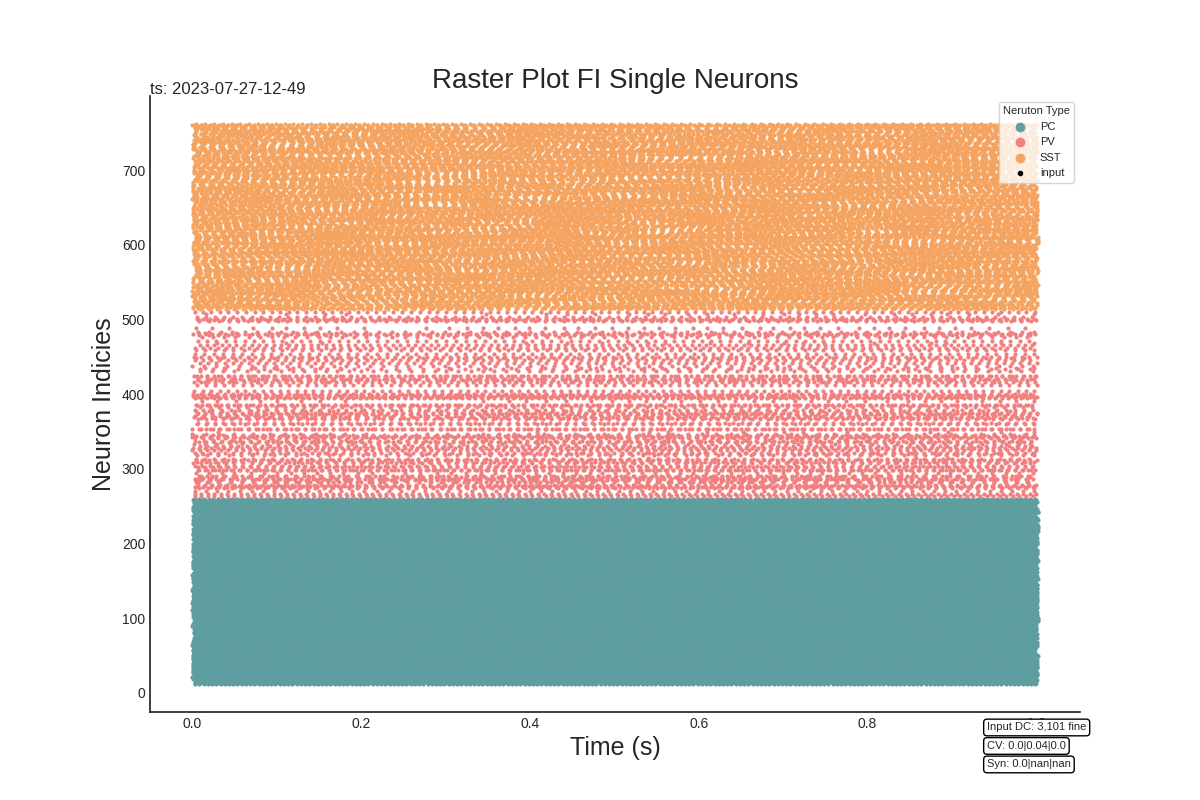 Raster Plot FI Single Neurons
ts: 2023-07-27-12-49
Neruton Type
PC
PV
SST
input
Neuron Indicies
700
600
500
400
300
200
100
0
0.0 0.2 0.4 0.6 0.8
Time (s)
Input DC: 3,101 fine
CV: 0.0|0.04|0.0
Syn: 0.0|nan|nan